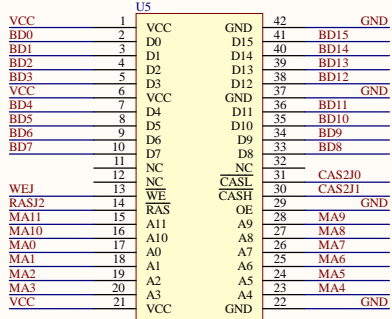 U5
VCC 1 VCC GND 42 GND
BD0 2 D0 D15 41 BD15
BD1 3 D1 D14 40 BD14
BD2 4 D2 D13 39 BD13
BD3 5 D3 D12 38 BD12
VCC 6 VCC GND 37 GND
BD4 7 D4 D11 36 BD11
BD5 8 D5 D10 35 BD10
BD6 9 D6 D9 34 BD9
BD7 10 D7 D8 33 BD8
11 NC NC 32
12 NC CASL 31 CAS2J0
WEJ 13 WE CASH 30 CAS2J1
RASJ2 14 RAS OE 29 GND
MA11 15 A11 A9 28 MA9
MA10 16 A10 A8 27 MA8
MA0 17 A0 A7 26 MA7
MA1 18 A1 A6 25 MA6
MA2 19 A2 A5 24 MA5
MA3 20 A3 A4 23 MA4
VCC 21 VCC GND 22 GND